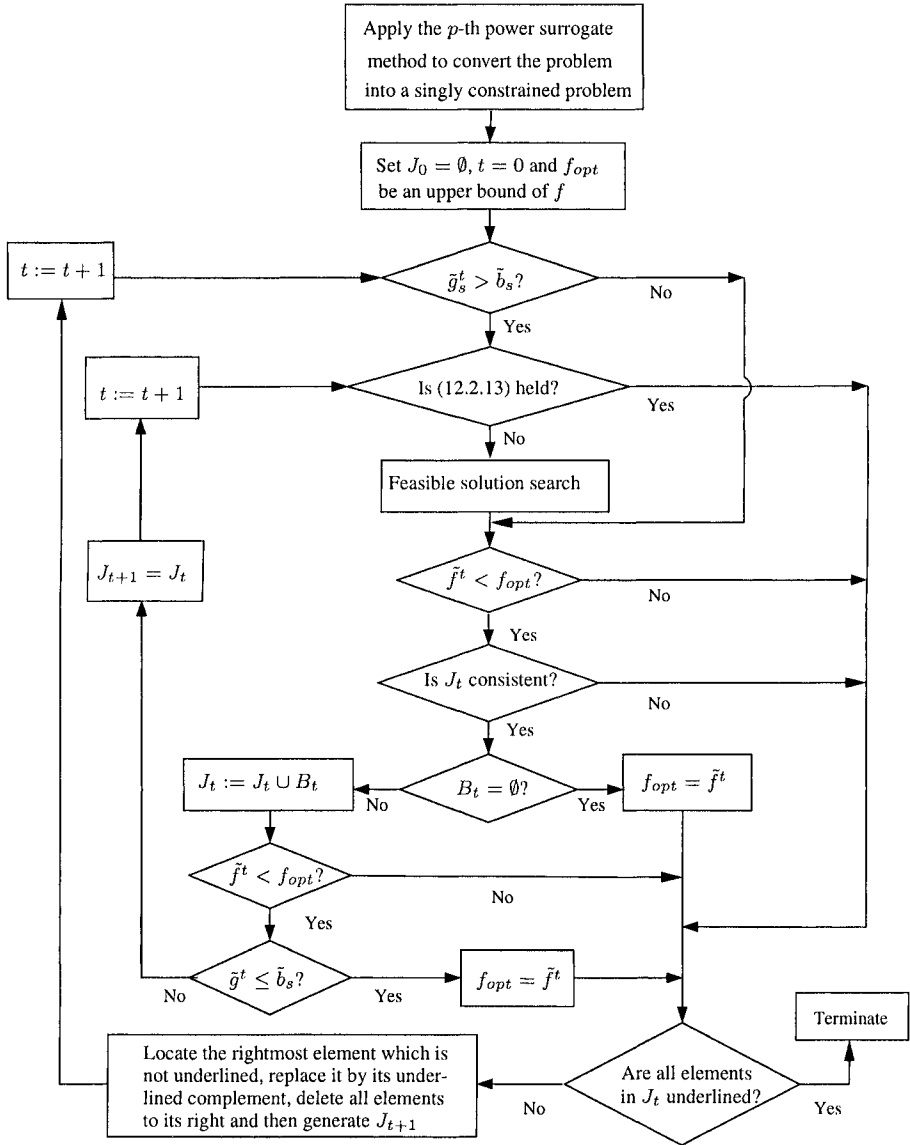 Apply the p-th power surrogate
method to convert the problem
into a singly constrained problem
Set J₀ = ∅, t = 0 and f_opt
be an upper bound of f
t := t + 1
g̃_s^t > b̃_s?
No
Yes
t := t + 1
Is (12.2.13) held?
Yes
No
Feasible solution search
J_{t+1} = J_t
f̃^t < f_opt?
No
Yes
Is J_t consistent?
No
Yes
J_t := J_t ∪ B_t
B_t = ∅?
f_opt = f̃^t
No
Yes
f̃^t < f_opt?
No
Yes
g̃^t ≤ b̃_s?
f_opt = f̃^t
No
Yes
Terminate
Locate the rightmost element which is
not underlined, replace it by its under-
lined complement, delete all elements
to its right and then generate J_{t+1}
Are all elements
in J_t underlined?
No
Yes